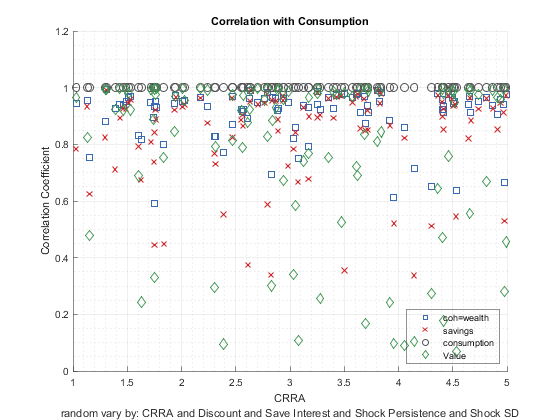 Correlation with Consumption
1.2
1
0.8
0.6
0.4
0.2
0
Correlation Coefficient
coh=wealth
savings
consumption
Value
1 1.5 2 2.5 3 3.5 4 4.5 5
CRRA
random vary by: CRRA and Discount and Save Interest and Shock Persistence and Shock SD